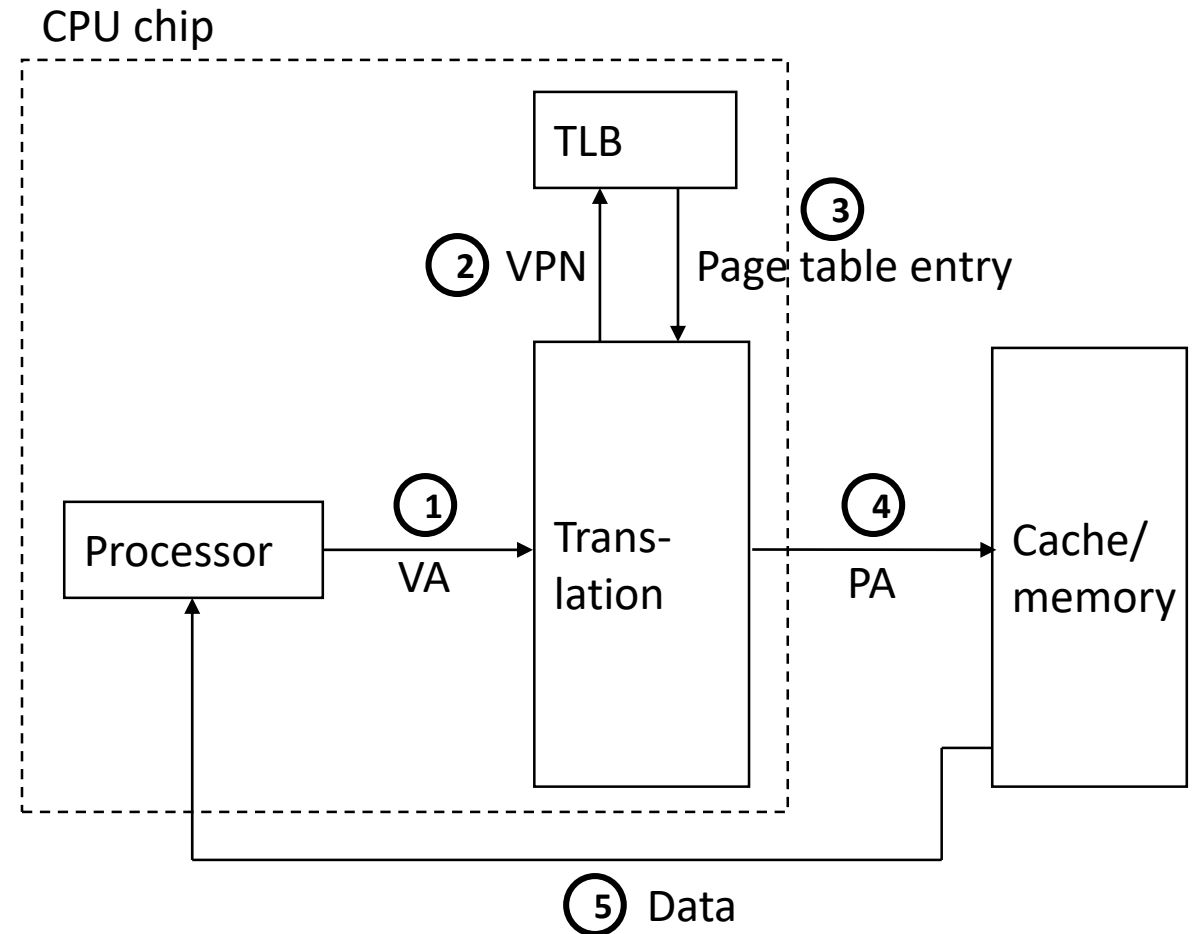 CPU chip
TLB
3
2 VPN
Page table entry
1
4
Processor
VA
Trans-
lation
PA
Cache/
memory
5 Data